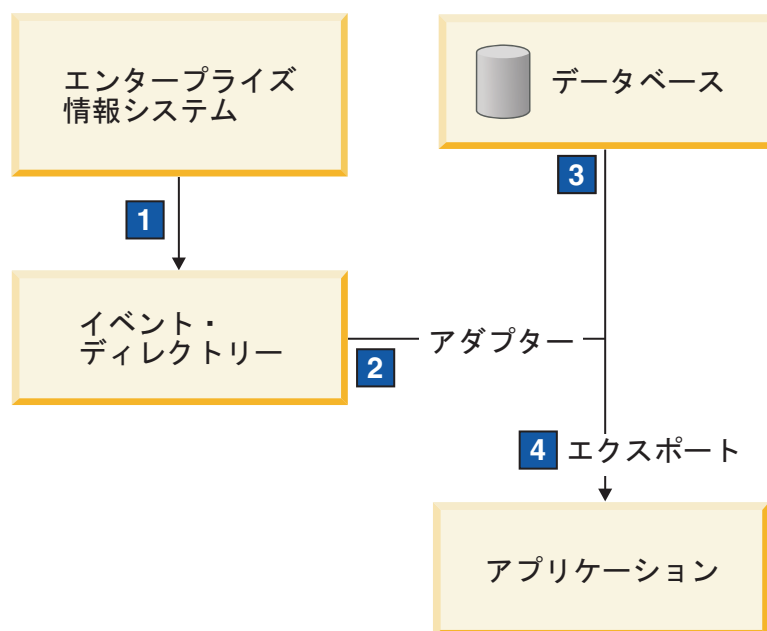 エンタープライズ
情報システム
データベース
1
3
イベント・
ディレクトリー
2
アダプター
4 エクスポート
アプリケーション